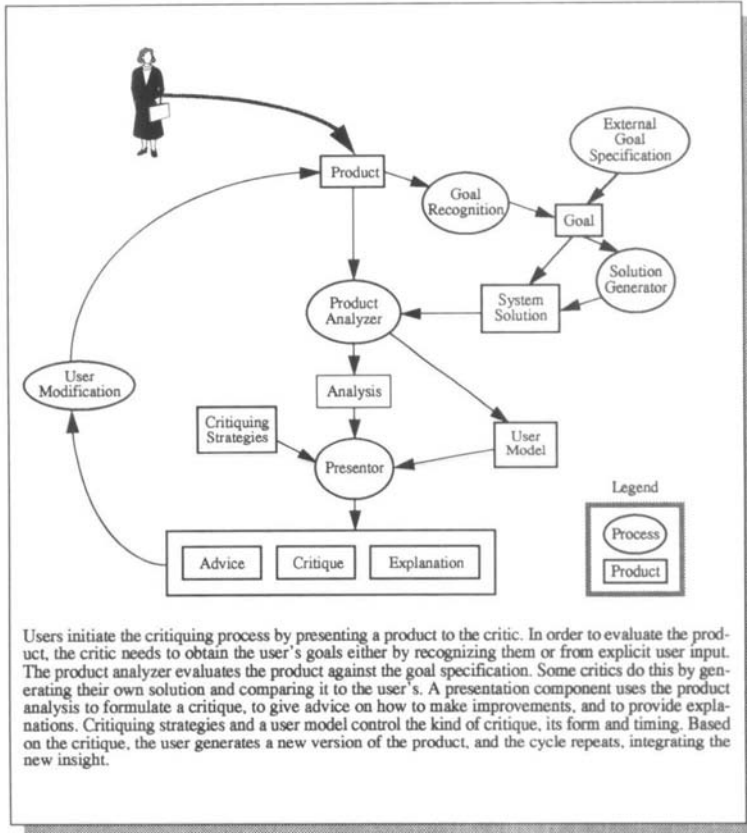 External
Goal
Specification
Product
Goal
Recognition
Goal
Solution
Generator
System
Solution
Product
Analyzer
User
Modification
Analysis
Critiquing
Strategies
User
Model
Presentor
Legend
Process
Product
Advice
Critique
Explanation
Users initiate the critiquing process by presenting a product to the critic. In order to evaluate the prod-
uct, the critic needs to obtain the user's goals either by recognizing them or from explicit user input.
The product analyzer evaluates the product against the goal specification. Some critics do this by gen-
erating their own solution and comparing it to the user's. A presentation component uses the product
analysis to formulate a critique, to give advice on how to make improvements, and to provide expla-
nations. Critiquing strategies and a user model control the kind of critique, its form and timing. Based
on the critique, the user generates a new version of the product, and the cycle repeats, integrating the
new insight.